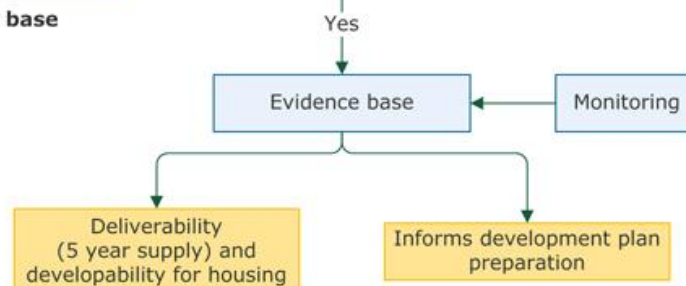 base
Yes
Evidence base
Monitoring
Deliverability
(5 year supply) and
developability for housing
Informs development plan
preparation